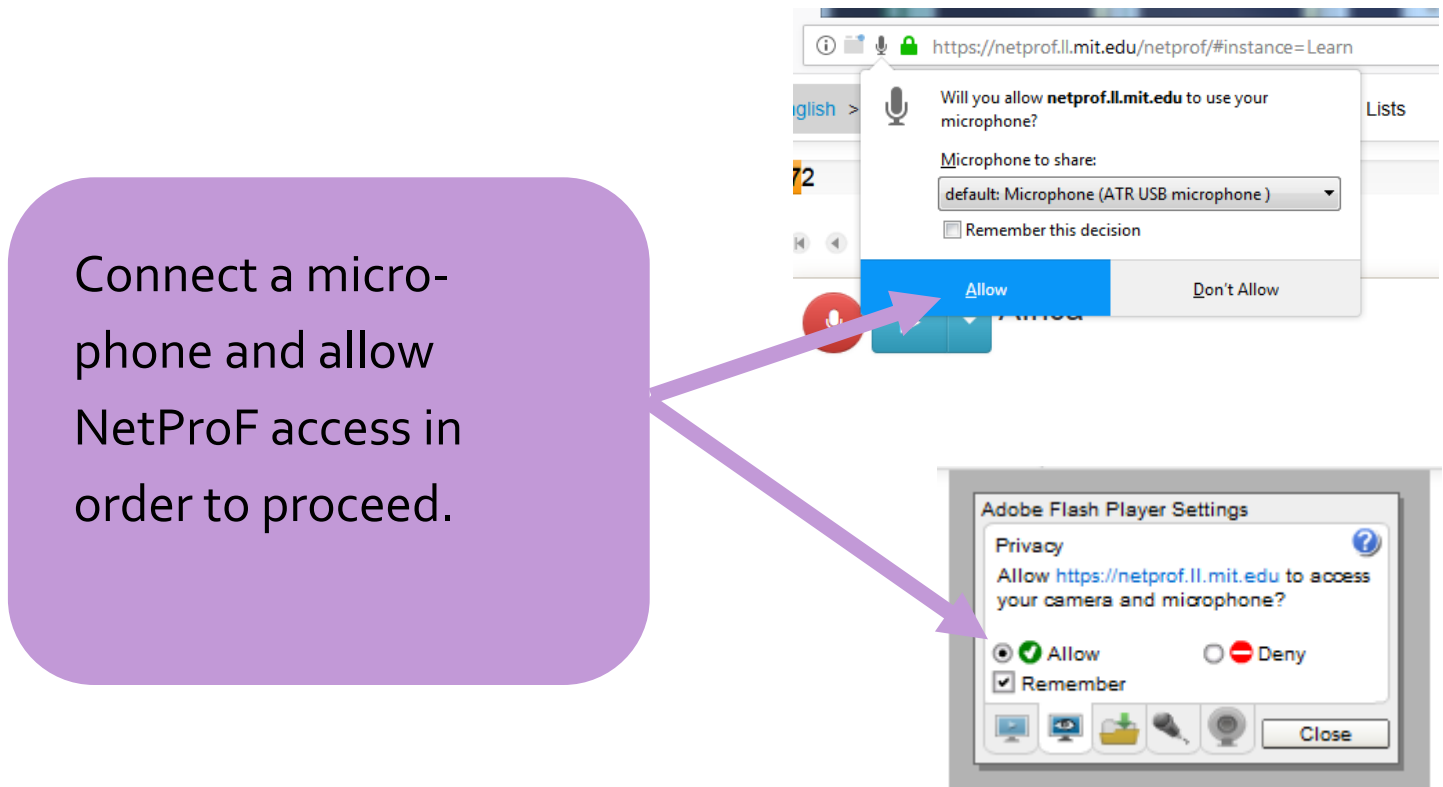 Connect a micro-
phone and allow
NetProF access in
order to proceed.
https://netprof.ll.mit.edu/netprof/#instance=Learn
nglish >
Lists
72
Will you allow netprof.ll.mit.edu to use your
microphone?
Microphone to share:
default: Microphone (ATR USB microphone )
Remember this decision
Allow
Don't Allow
Adobe Flash Player Settings
Privacy
Allow https://netprof.ll.mit.edu to access
your camera and microphone?
Allow
Deny
Remember
Close